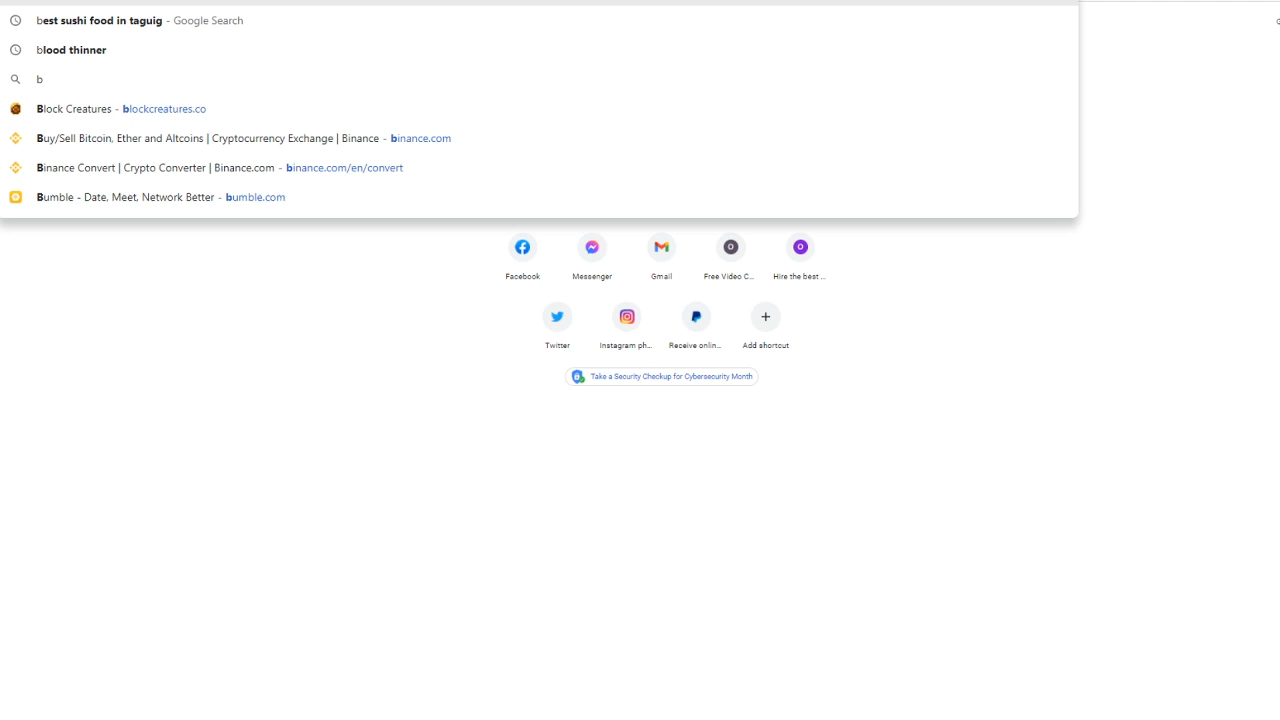 best sushi food in taguig - Google Search
blood thinner
b
Block Creatures - blockcreatures.co
Buy/Sell Bitcoin, Ether and Altcoins | Cryptocurrency Exchange | Binance - binance.com
Binance Convert | Crypto Converter | Binance.com - binance.com/en/convert
Bumble - Date, Meet, Network Better - bumble.com
Facebook Messenger Gmail Free Video C... Hire the best ...
Twitter Instagram ph... Receive onlin... Add shortcut
Take a Security Checkup for Cybersecurity Month